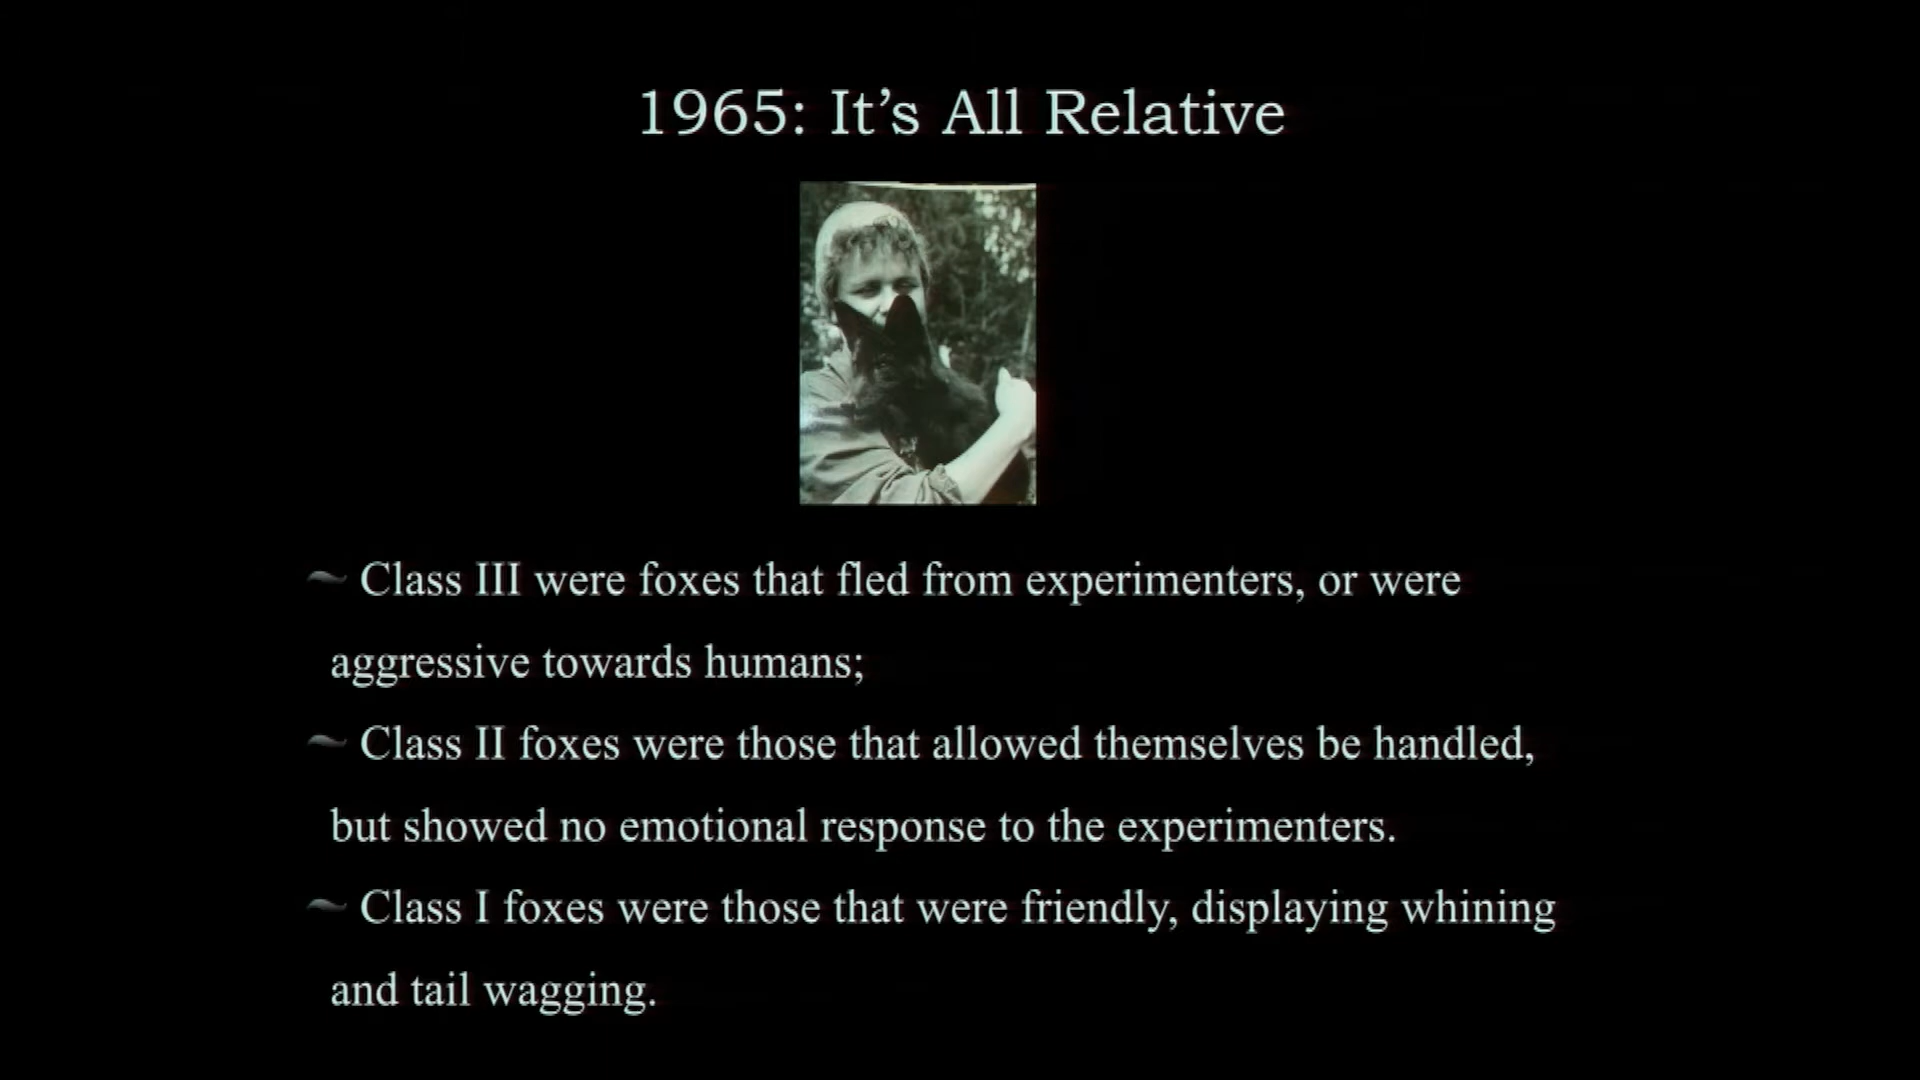 1965: It’s All Relative
~ Class III were foxes that fled from experimenters, or were
aggressive towards humans;
~ Class II foxes were those that allowed themselves be handled,
but showed no emotional response to the experimenters.
~ Class I foxes were those that were friendly, displaying whining
and tail wagging.